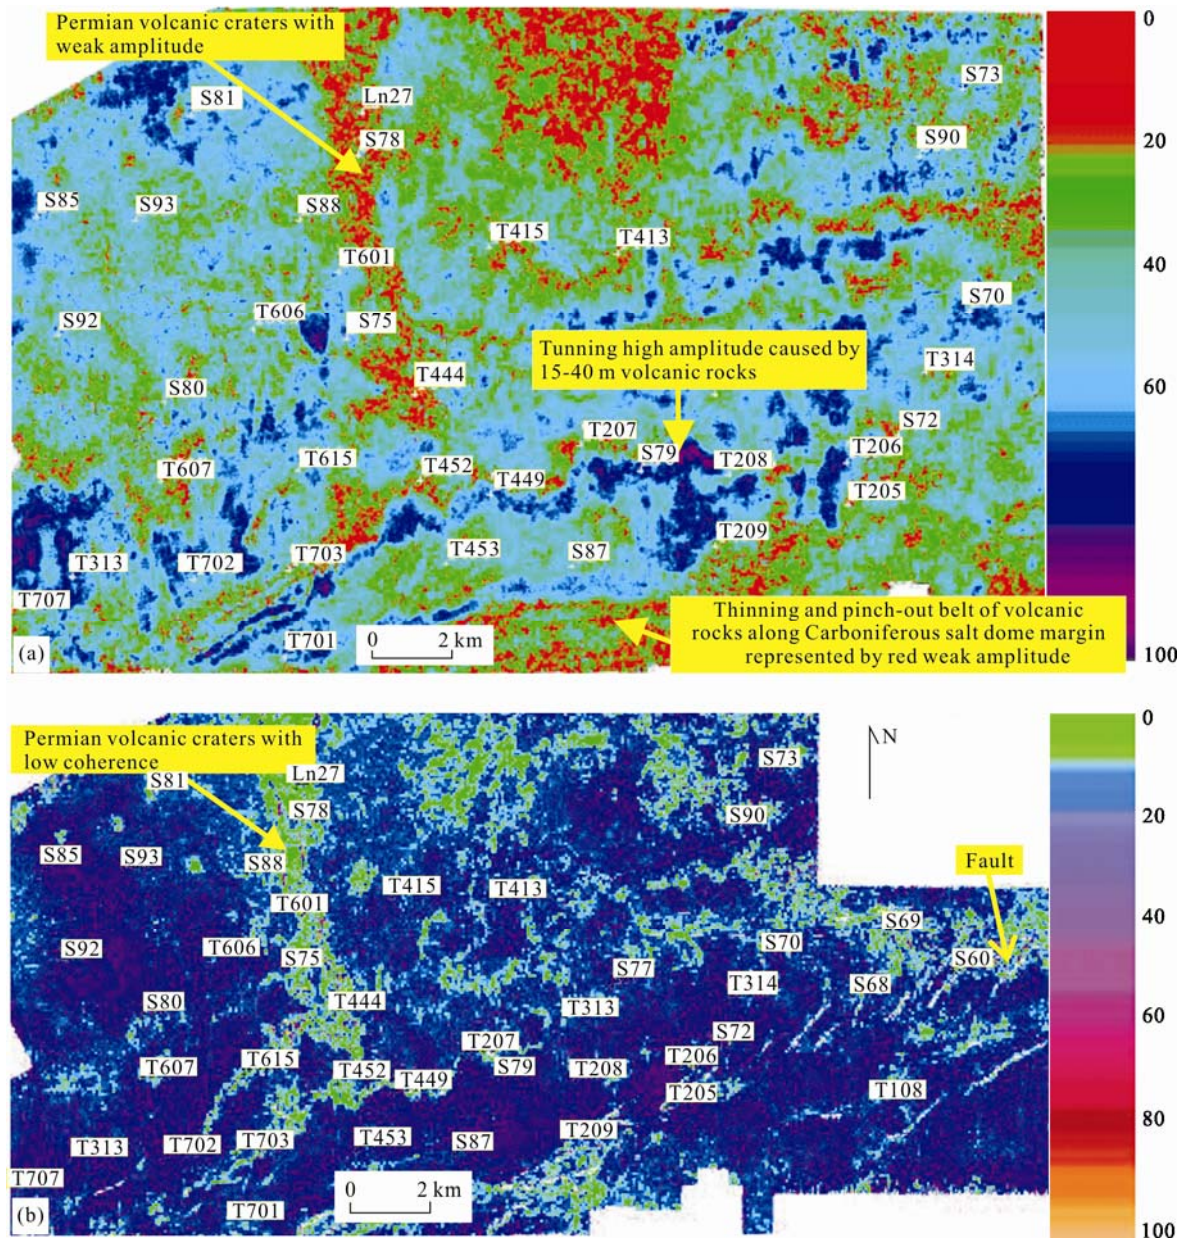 Permian volcanic craters with
weak amplitude
0
S73
S81
Ln27
20
S78
S90
S85
S93
S88
T415
T413
T601
40
S70
T606
S92
S75
Tunning high amplitude caused by
15-40 m volcanic rocks
T314
T444
60
S80
S72
T207
T206
T615
S79
T208
T607
T452
T449
T205
T209
T703
T453
S87
T313
T702
T707
Thinning and pinch-out belt of volcanic
rocks along Carboniferous salt dome margin
represented by red weak amplitude
T701
0 2 km
(a)
100
0
Permian volcanic craters with
low coherence
N
S73
Ln27
S81
S78
S90
20
S85
S93
S88
Fault
T415
T413
T601
S69
40
S92
T606
S70
S75
S60
S77
T314
S68
S80
T444
T313
60
S72
T207
T615
T206
T607
T452
S79
T208
T449
T205
T108
80
T209
T313
T702
T703
T453
S87
T707
0 2 km
T701
(b)
100